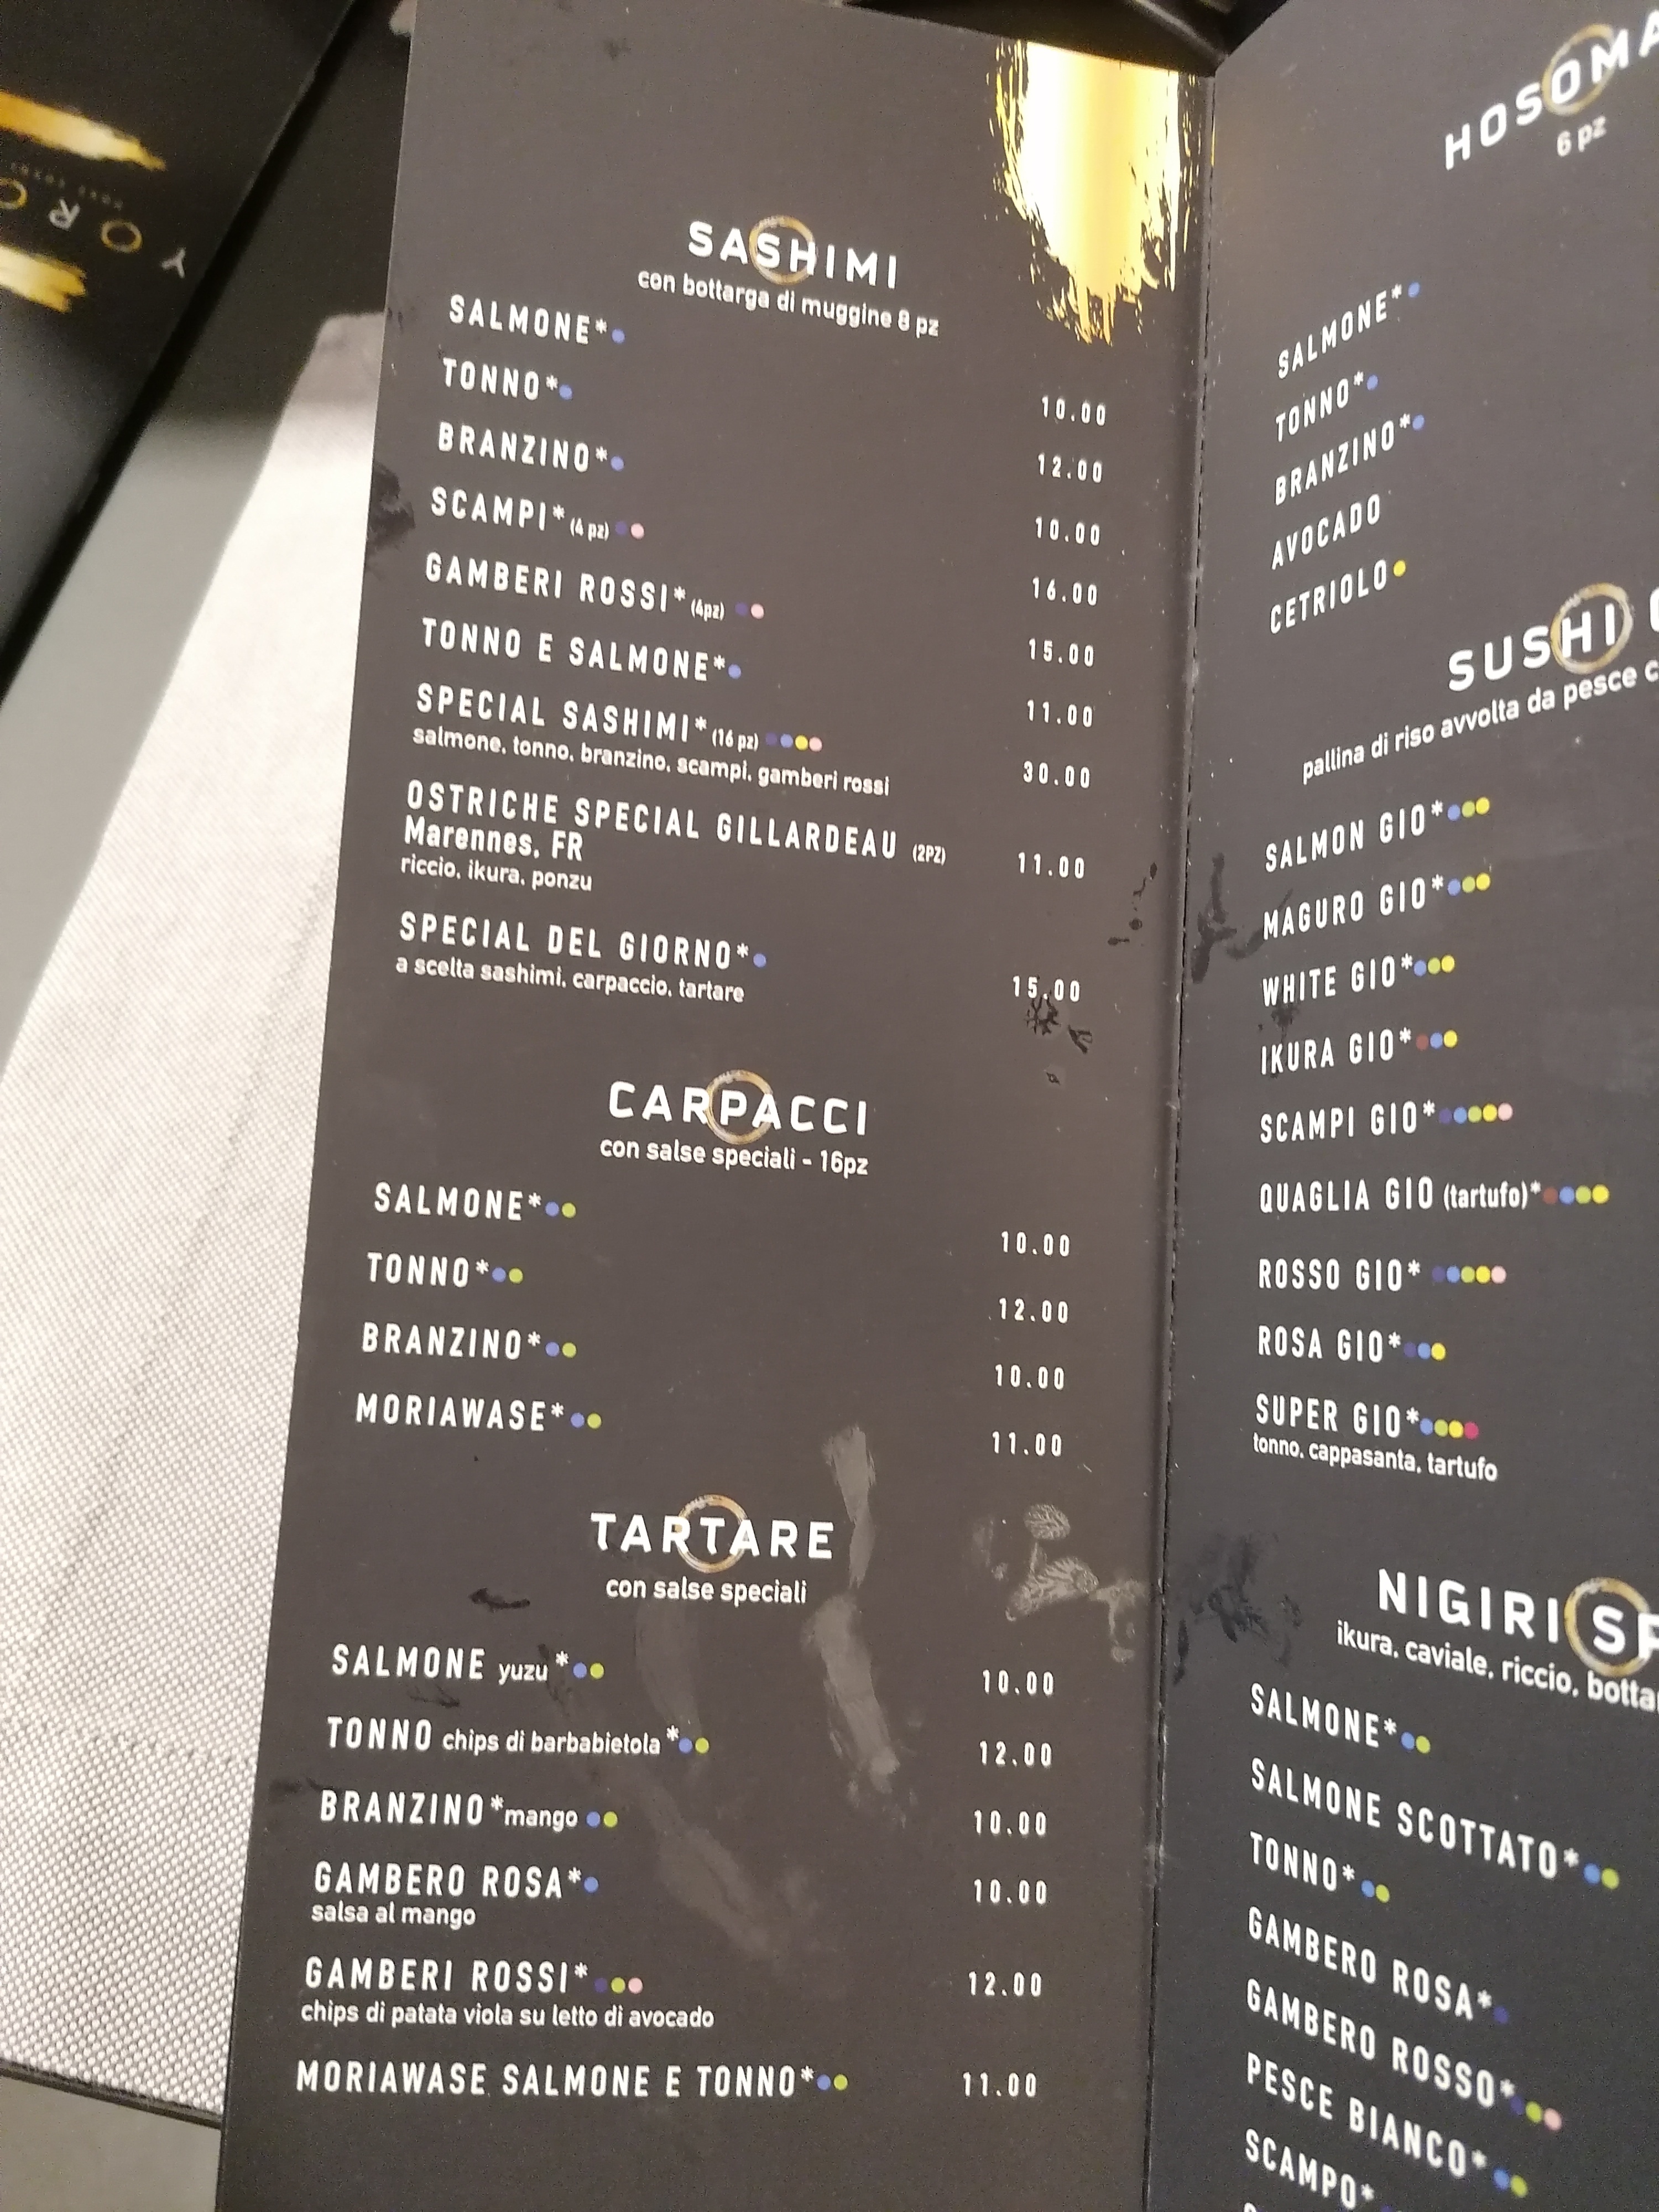 SASHIMI
con bottarga di muggine 8 pz
SALMONE* 10.00
TONNO* 12.00
BRANZINO* 10.00
SCAMPI* (4 pz) 16.00
GAMBERI ROSSI* (4pz) 15.00
TONNO E SALMONE* 11.00
SPECIAL SASHIMI* (16 pz) 30.00
salmone, tonno, branzino, scampi, gamberi rossi
OSTRICHE SPECIAL GILLARDEAU (2PZ) 11.00
Marennes, FR
riccio, ikura, ponzu
SPECIAL DEL GIORNO* 15.00
a scelta sashimi, carpaccio, tartare
CARPACCI
con salse speciali - 16pz
SALMONE* 10.00
TONNO* 12.00
BRANZINO* 10.00
MORIAWASE* 11.00
TARTARE
con salse speciali
SALMONE yuzu* 10.00
TONNO chips di barbabietola* 12.00
BRANZINO* mango 10.00
GAMBERO ROSA* 10.00
salsa al mango
GAMBERI ROSSI* 12.00
chips di patata viola su letto di avocado
MORIAWASE SALMONE E TONNO* 11.00
HOSOMA
6 pz
SALMONE*
TONNO*
BRANZINO*
AVOCADO
CETRIOLO
SUSHI
pallina di riso avvolta da pesce c
SALMON GIO*
MAGURO GIO*
WHITE GIO*
IKURA GIO*
SCAMPI GIO*
QUAGLIA GIO (tartufo)*
ROSSO GIO*
ROSA GIO*
SUPER GIO*
tonno, cappasanta, tartufo
NIGIRI SP
ikura, caviale, riccio, botta
SALMONE*
SALMONE SCOTTATO*
TONNO*
GAMBERO ROSA*
GAMBERO ROSSO*
PESCE BIANCO*
SCAMPO*